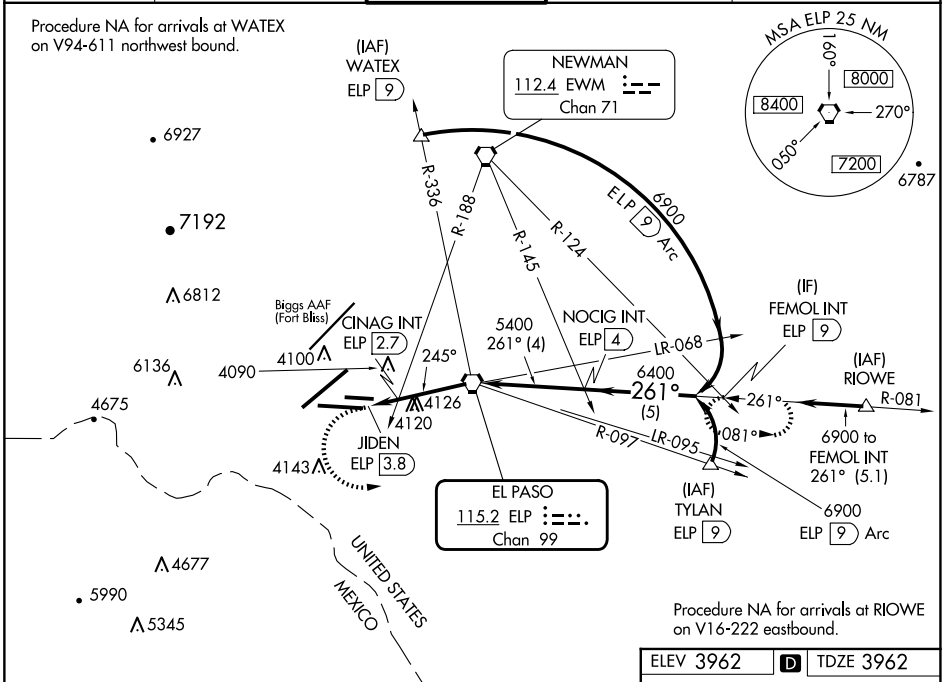 Procedure NA for arrivals at WATEX
on V94-611 northwest bound.
(IAF)
WATEX
ELP 9
NEWMAN
112.4 EWM
Chan 71
MSA ELP 25 NM
160°
8000
8400
270°
050°
7200
6787
6927
7192
6812
R-336
R-188
R-145
R-124
6900
ELP 9 Arc
Biggs AAF
(Fort Bliss)
CINAG INT
ELP 2.7
4100
4090
6136
4675
245°
5400
261° (4)
NOCIG INT
ELP 4
LR-068
(IF)
FEMOL INT
ELP 9
(IAF)
RIOWE
R-081
6400
261°
(5)
261°
081°
4126
4120
JIDEN
ELP 3.8
4143
R-097
LR-095
6900 to
FEMOL INT
261° (5.1)
(IAF)
TYLAN
ELP 9
6900
ELP 9 Arc
EL PASO
115.2 ELP
Chan 99
UNITED STATES
MEXICO
4677
5990
5345
Procedure NA for arrivals at RIOWE
on V16-222 eastbound.
ELEV 3962 D TDZE 3962